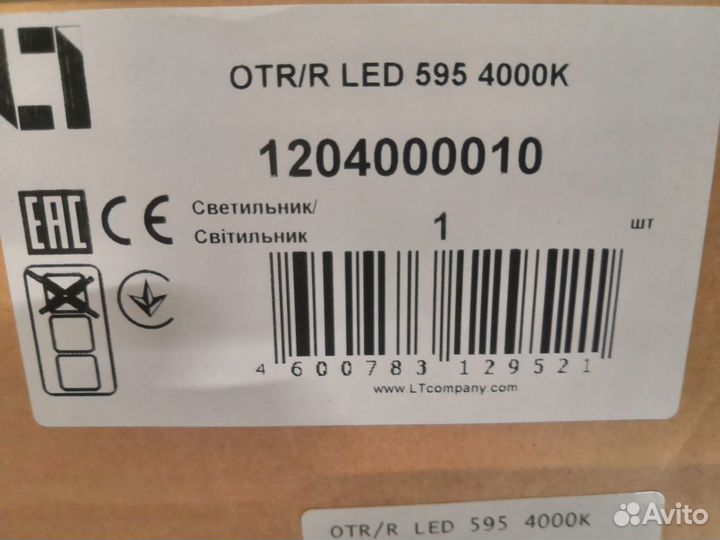 OTR/R LED 595 4000K
1204000010
EAC CE Светильник/
Світильник
1 шт
4 600783 129521
www.LTcompany.com
OTR/R LED 595 4000K
Avito